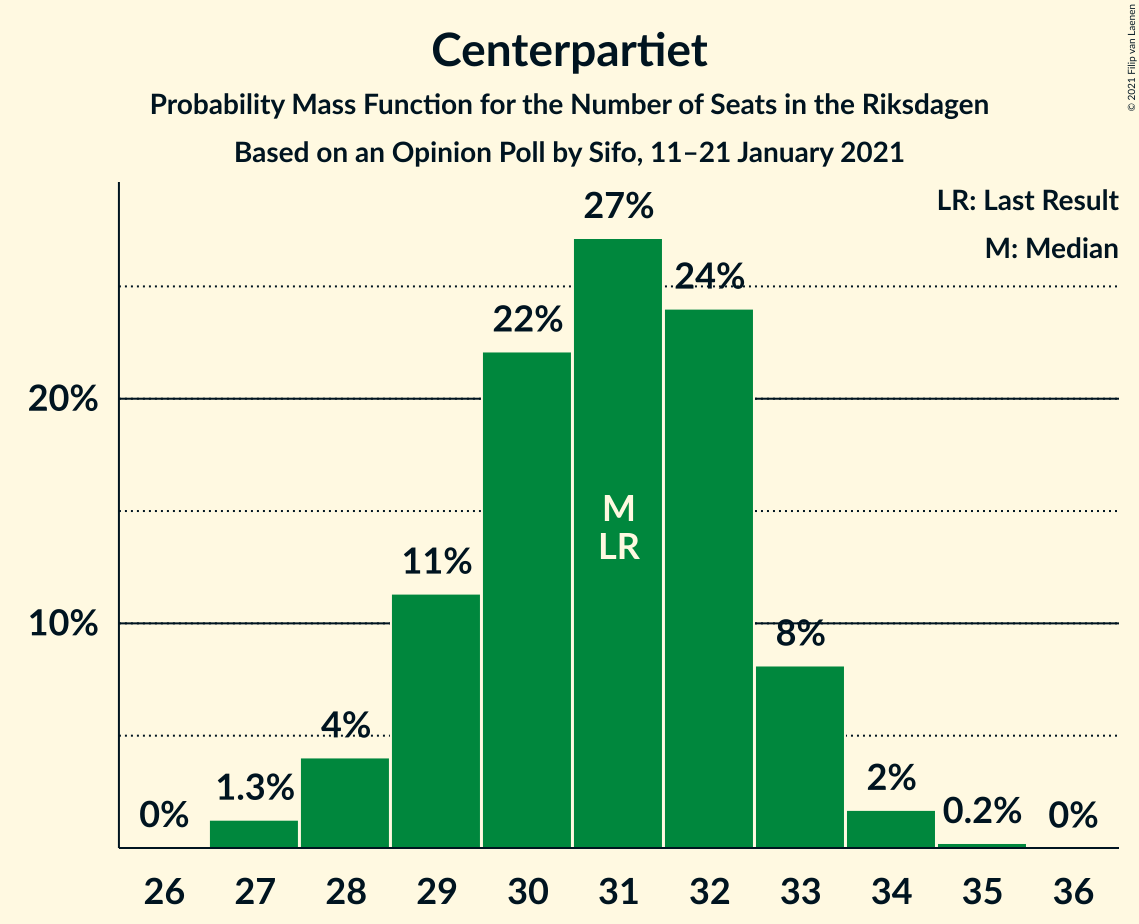 Centerpartiet
Probability Mass Function for the Number of Seats in the Riksdagen
Based on an Opinion Poll by Sifo, 11–21 January 2021
© 2021 Filip van Laenen
LR: Last Result
M: Median
27%
24%
22%
20%
M
LR
11%
10%
8%
4%
2%
1.3%
0.2%
0%
0%
26 27 28 29 30 31 32 33 34 35 36